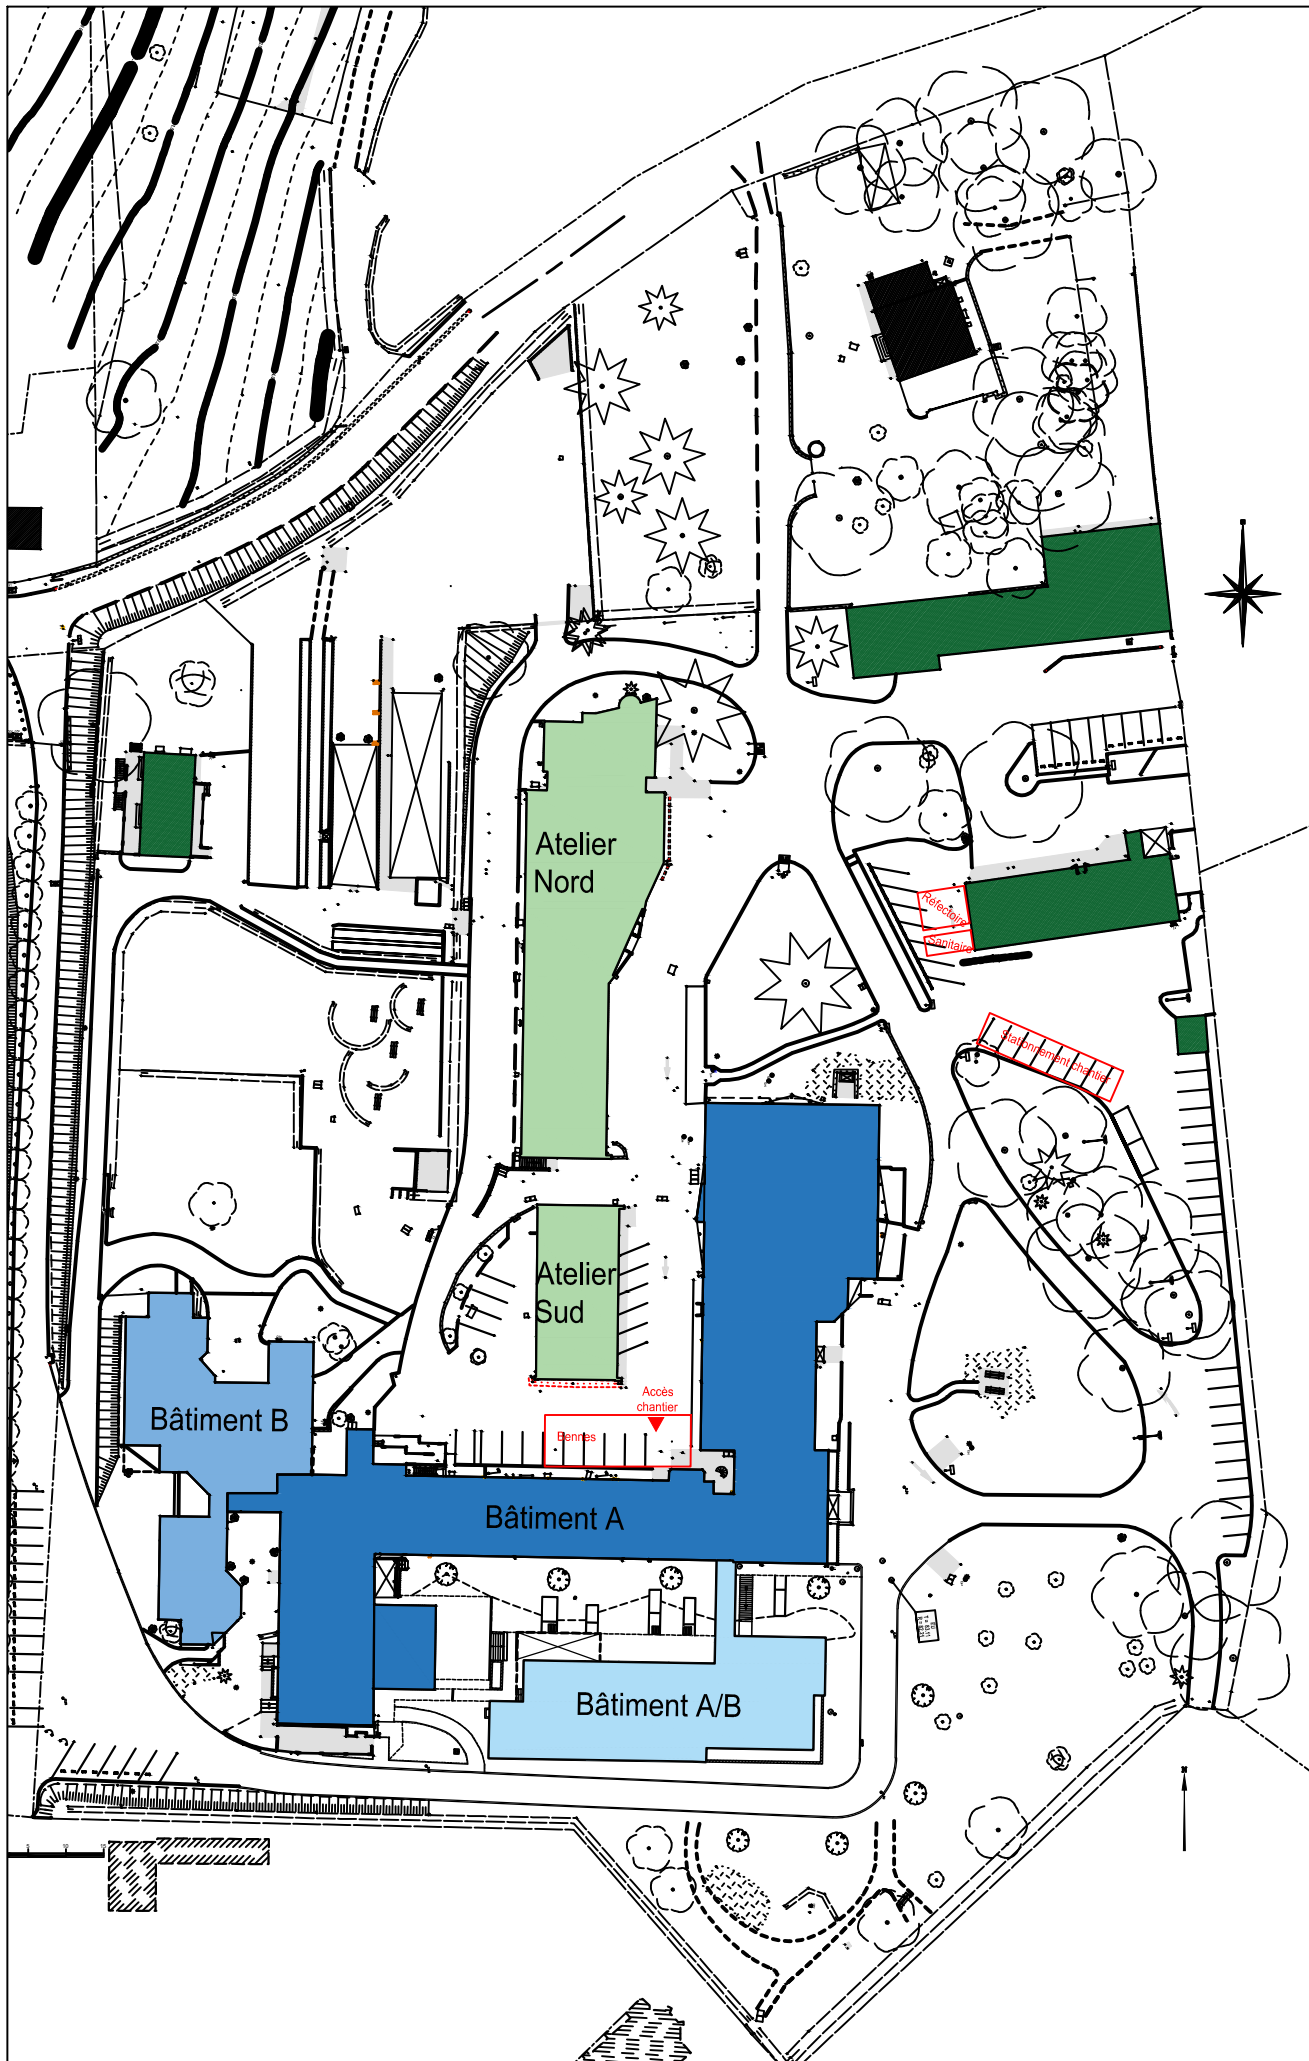 Atelier
Nord
Réfectoire
Sanitaire
Stationnement chantier
Atelier
Sud
Accès
chantier
Bennes
Bâtiment B
Bâtiment A
Bâtiment A/B